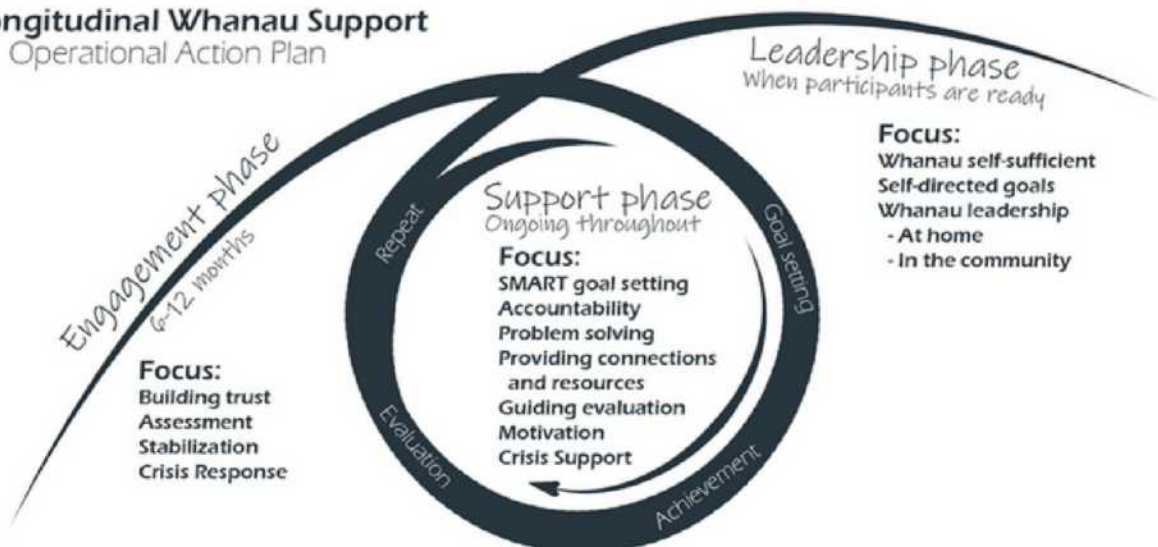 ongitudinal Whanau Support
Operational Action Plan
Engagement phase
6-12 months
Focus:
Building trust
Assessment
Stabilization
Crisis Response
Support phase
Ongoing throughout
Focus:
SMART goal setting
Accountability
Problem solving
Providing connections
and resources
Guiding evaluation
Motivation
Crisis Support
Goal setting
Achievement
Evaluation
Repeat
Leadership phase
When participants are ready
Focus:
Whanau self-sufficient
Self-directed goals
Whanau leadership
- At home
- In the community